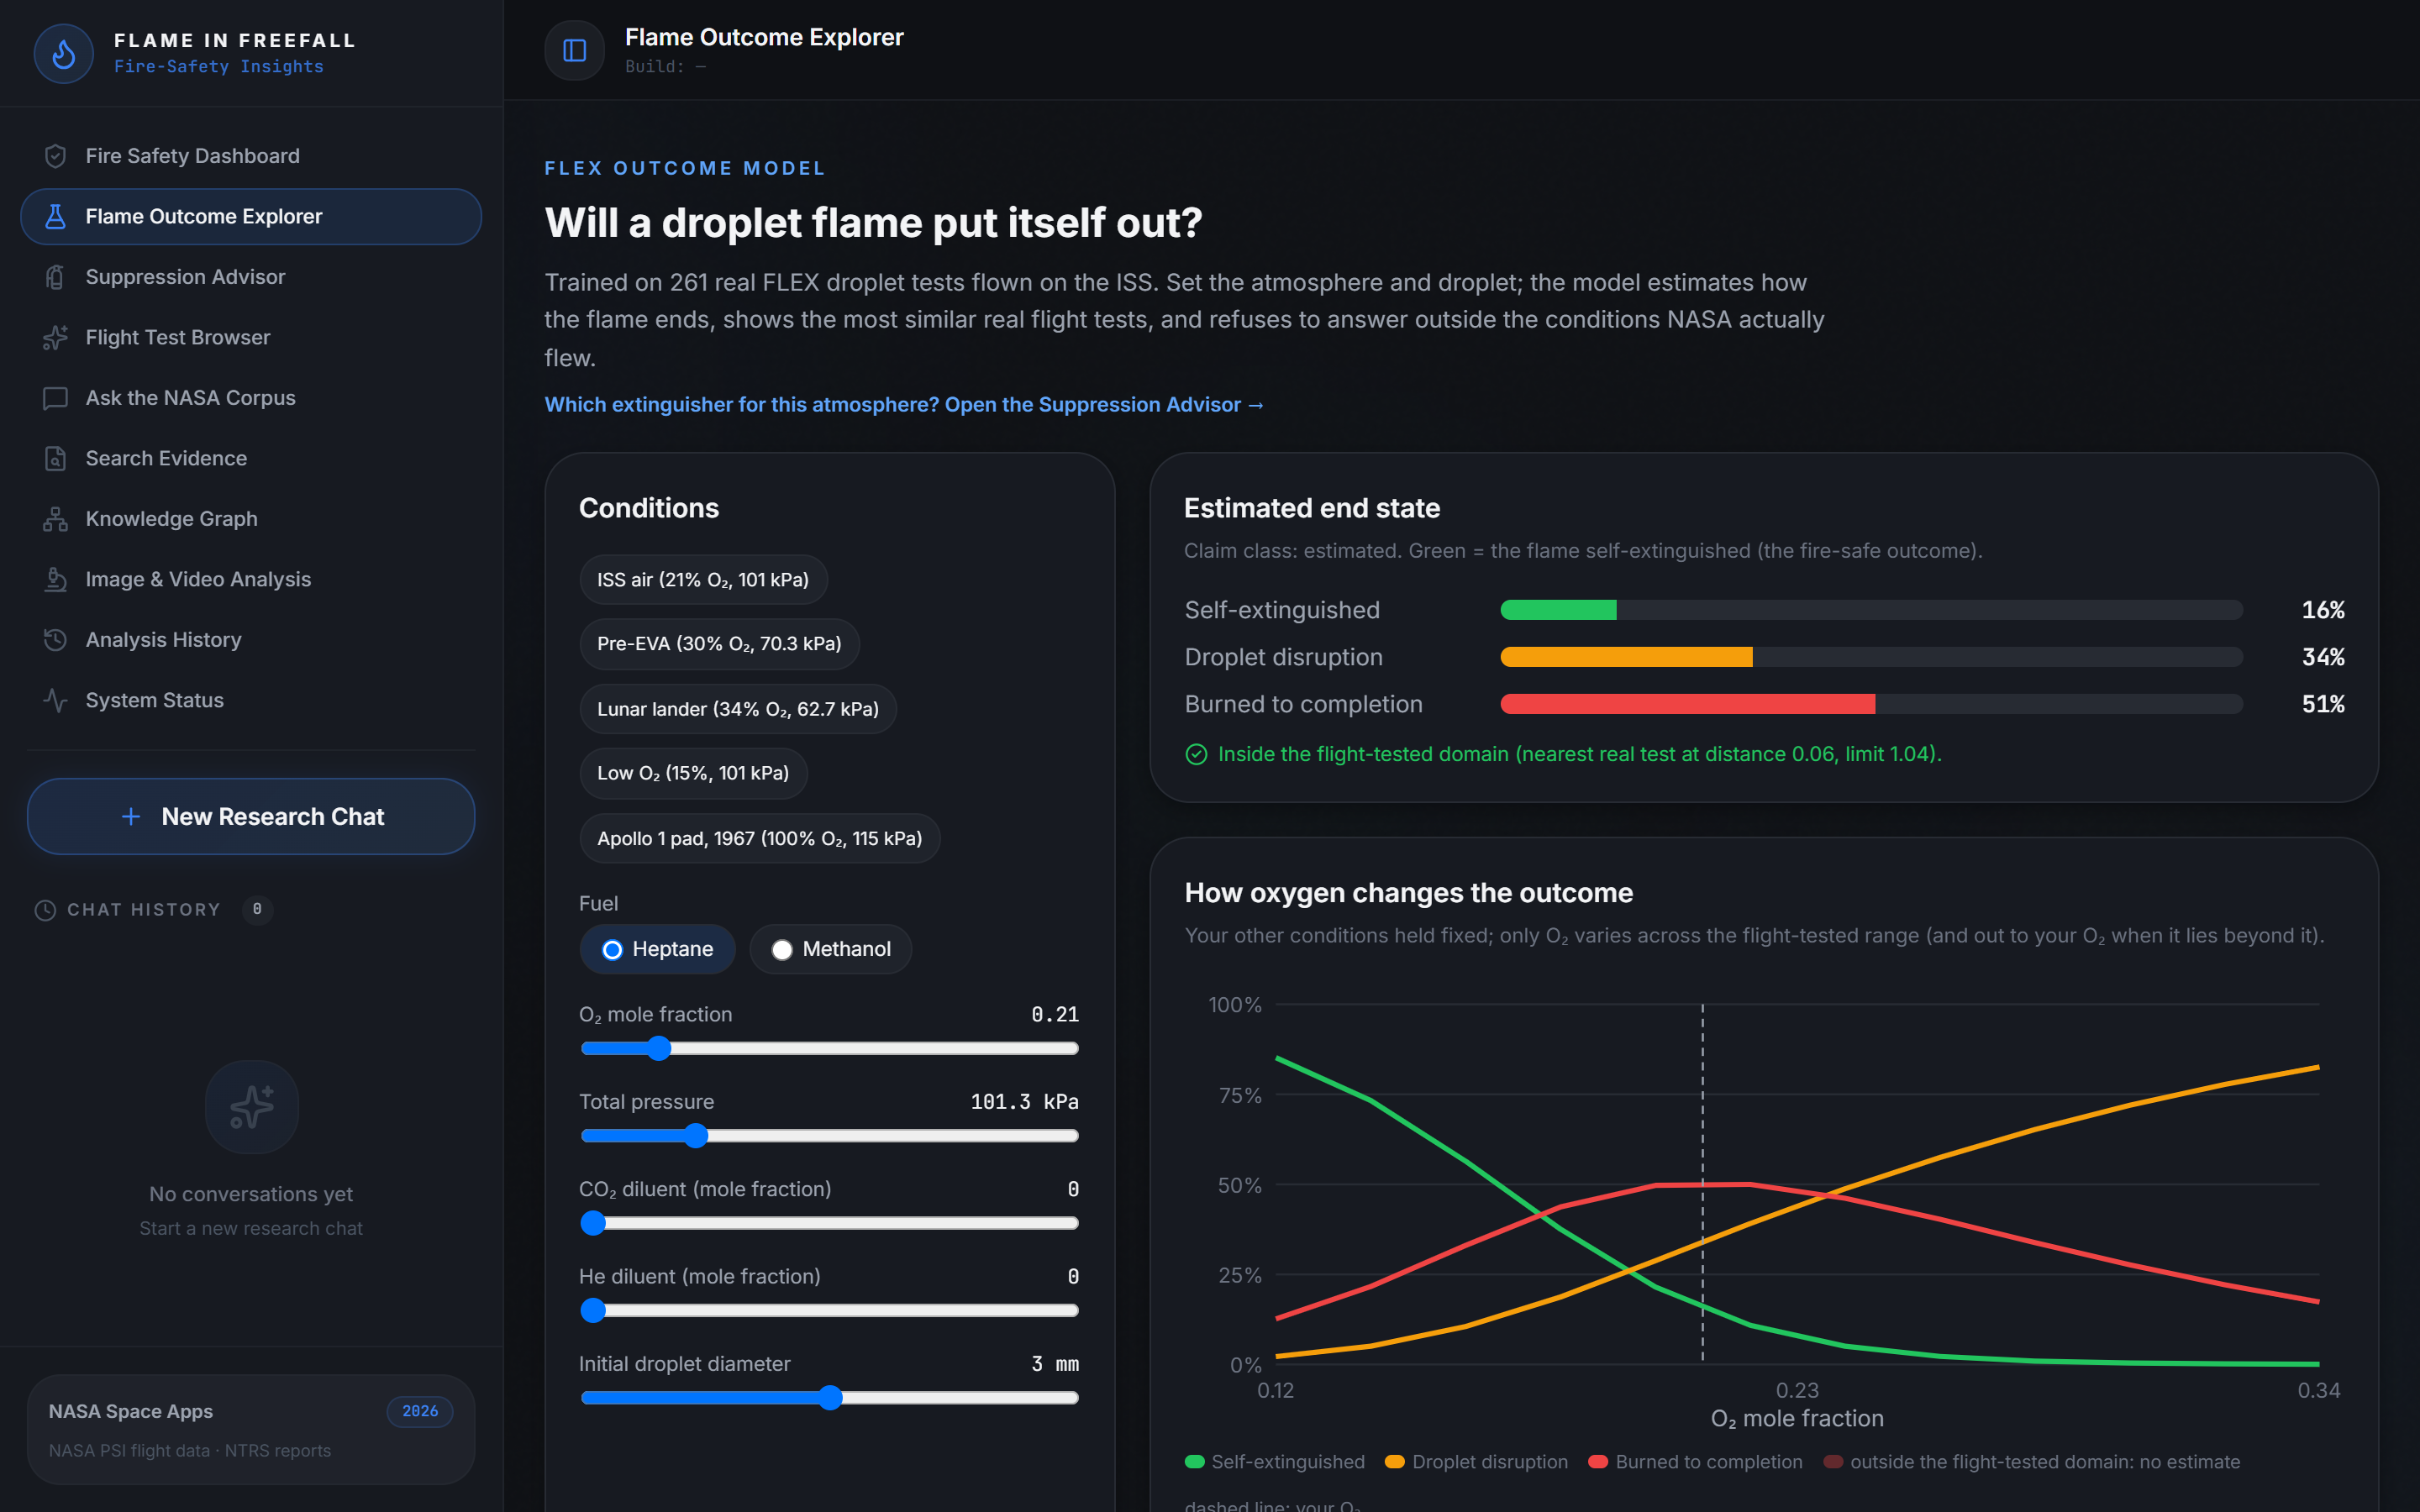 FLAME IN FREEFALL
Fire-Safety Insights
Fire Safety Dashboard
Flame Outcome Explorer
Suppression Advisor
Flight Test Browser
Ask the NASA Corpus
Search Evidence
Knowledge Graph
Image & Video Analysis
Analysis History
System Status
New Research Chat
CHAT HISTORY 0
No conversations yet
Start a new research chat
NASA Space Apps 2026
NASA PSI flight data · NTRS reports
Flame Outcome Explorer
Build: —
FLEX OUTCOME MODEL
Will a droplet flame put itself out?
Trained on 261 real FLEX droplet tests flown on the ISS. Set the atmosphere and droplet; the model estimates how
the flame ends, shows the most similar real flight tests, and refuses to answer outside the conditions NASA actually
flew.
Which extinguisher for this atmosphere? Open the Suppression Advisor →
Conditions
ISS air (21% O₂, 101 kPa)
Pre-EVA (30% O₂, 70.3 kPa)
Lunar lander (34% O₂, 62.7 kPa)
Low O₂ (15%, 101 kPa)
Apollo 1 pad, 1967 (100% O₂, 115 kPa)
Fuel
Heptane Methanol
O₂ mole fraction 0.21
Total pressure 101.3 kPa
CO₂ diluent (mole fraction) 0
He diluent (mole fraction) 0
Initial droplet diameter 3 mm
Estimated end state
Claim class: estimated. Green = the flame self-extinguished (the fire-safe outcome).
Self-extinguished 16%
Droplet disruption 34%
Burned to completion 51%
Inside the flight-tested domain (nearest real test at distance 0.06, limit 1.04).
How oxygen changes the outcome
Your other conditions held fixed; only O₂ varies across the flight-tested range (and out to your O₂ when it lies beyond it).
100%
75%
50%
25%
0%
0.12 0.23 0.34
O₂ mole fraction
Self-extinguished Droplet disruption Burned to completion outside the flight-tested domain: no estimate
dashed line: your O₂